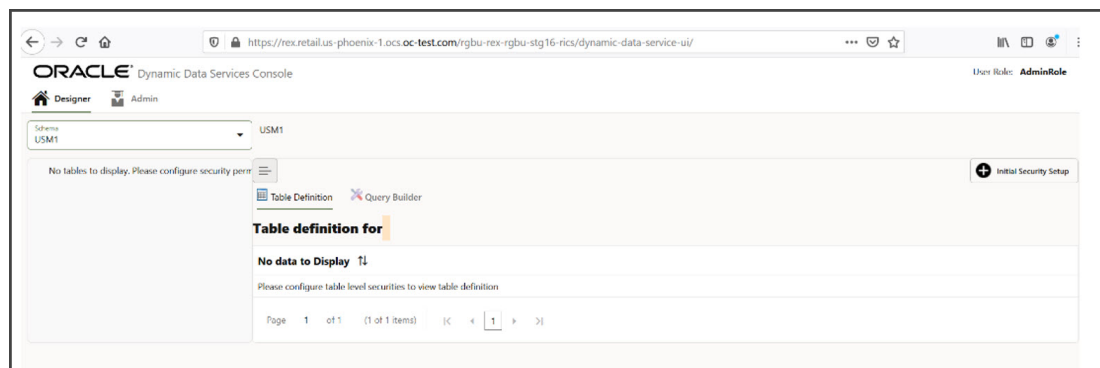 https://rex.retail.us-phoenix-1.ocs.oc-test.com/rgbu-rex-rgbu-stg16-rics/dynamic-data-service-ui/
ORACLE Dynamic Data Services Console
User Role: AdminRole
Designer Admin
Schema
USM1
USM1
No tables to display. Please configure security perm
Initial Security Setup
Table Definition Query Builder
Table definition for
No data to Display
Please configure table level securities to view table definition
Page 1 of 1 (1 of 1 items) 1